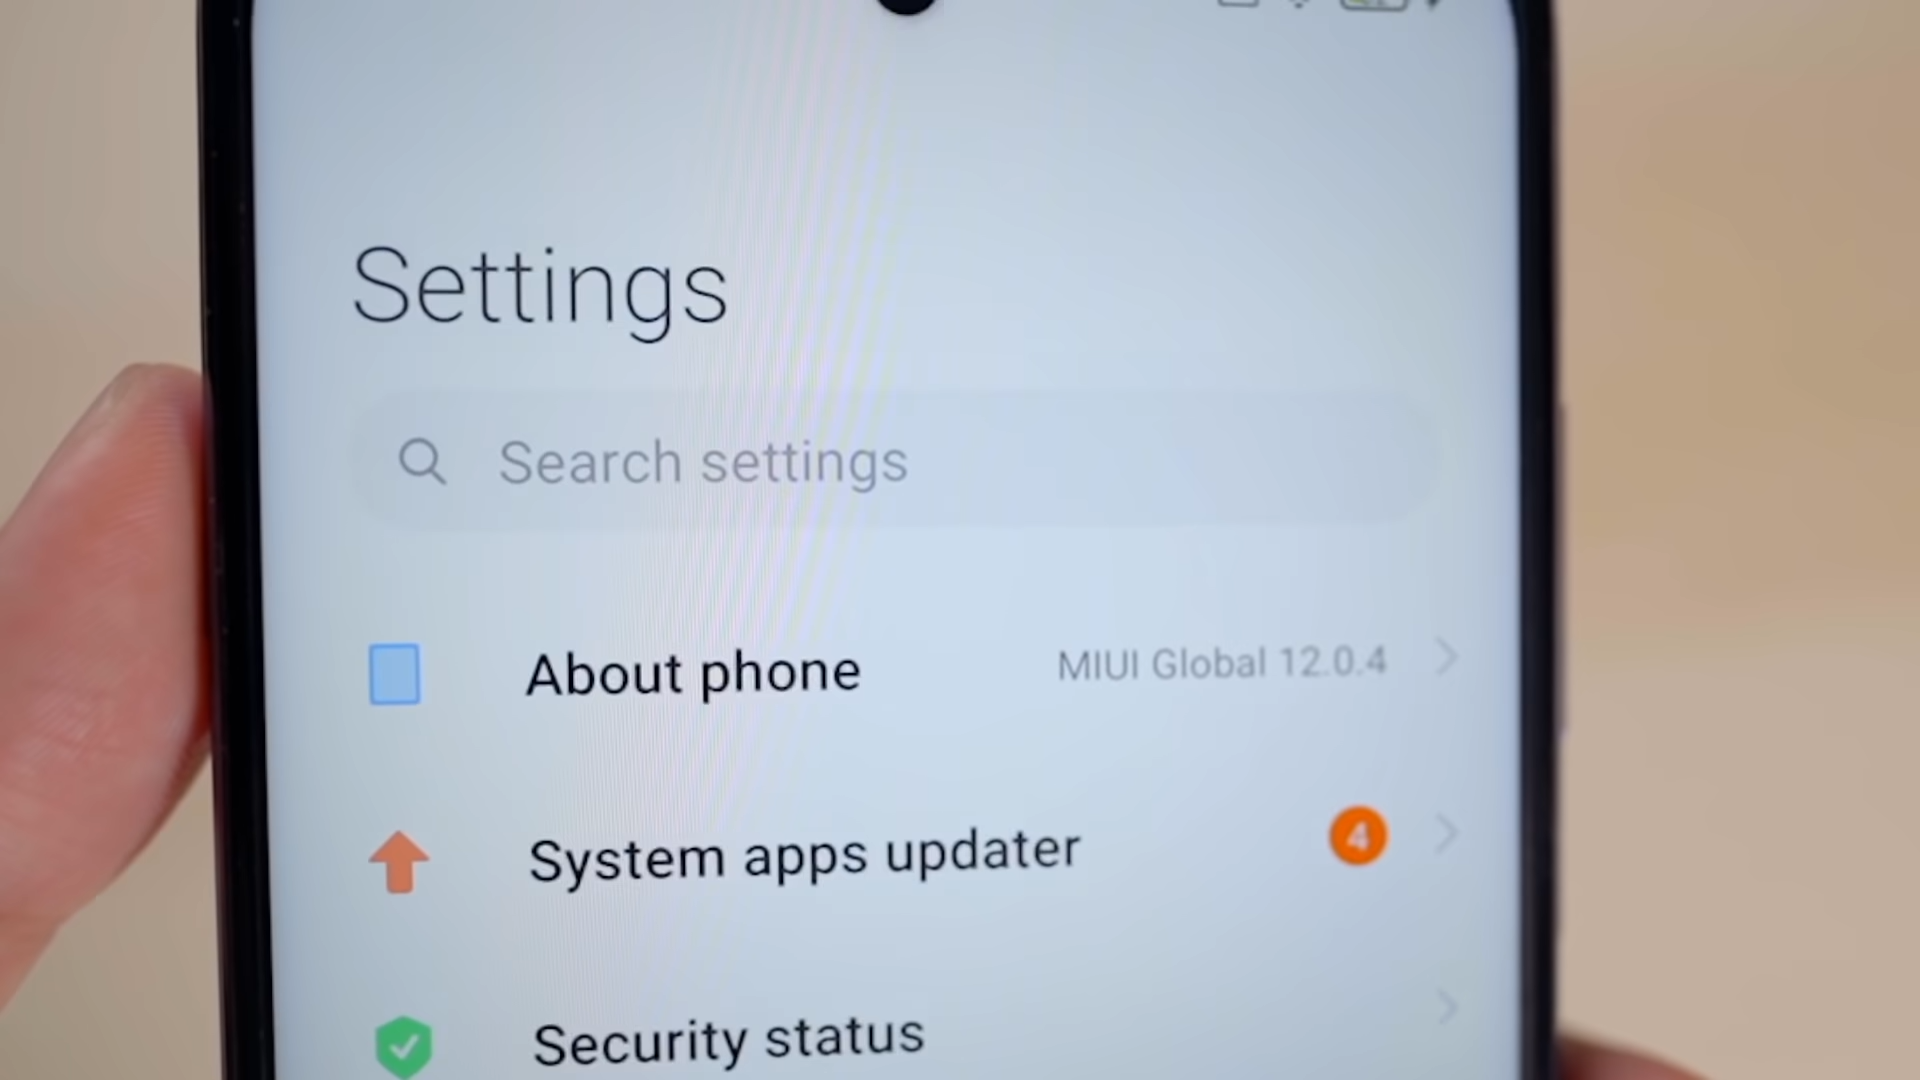 Settings
Search settings
About phone MIUI Global 12.0.4
System apps updater 4
Security status